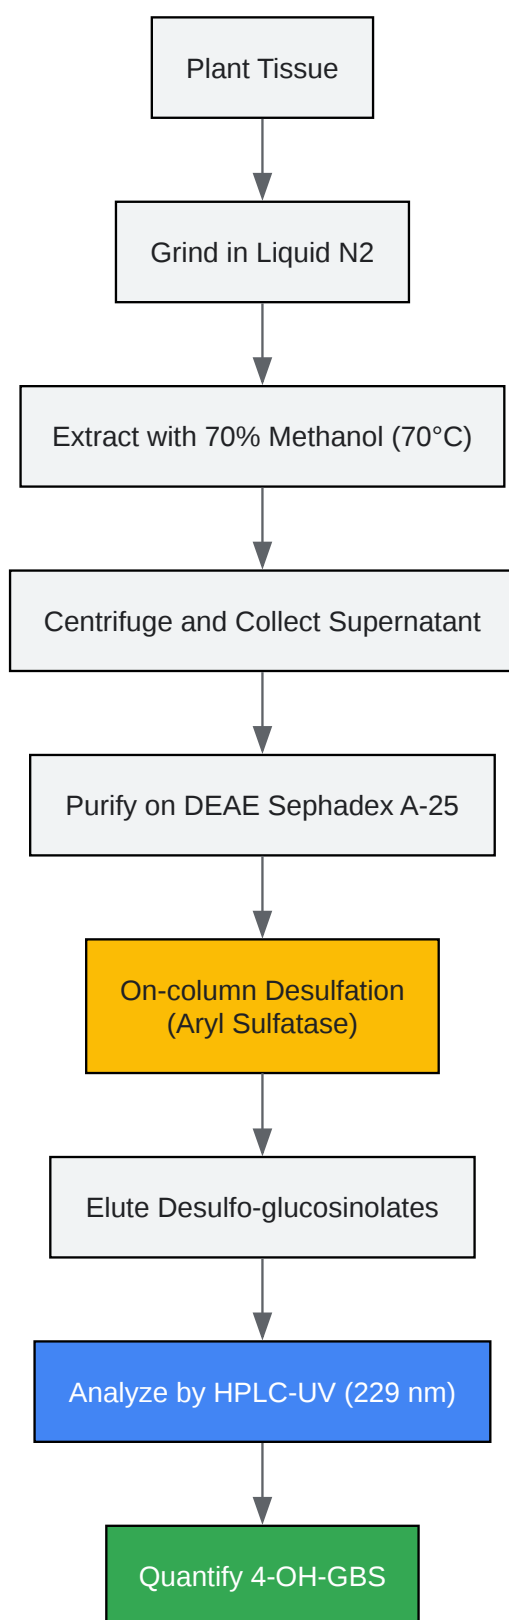 Plant Tissue
Grind in Liquid N2
Extract with 70% Methanol (70°C)
Centrifuge and Collect Supernatant
Purify on DEAE Sephadex A-25
On-column Desulfation
(Aryl Sulfatase)
Elute Desulfo-glucosinolates
Analyze by HPLC-UV (229 nm)
Quantify 4-OH-GBS